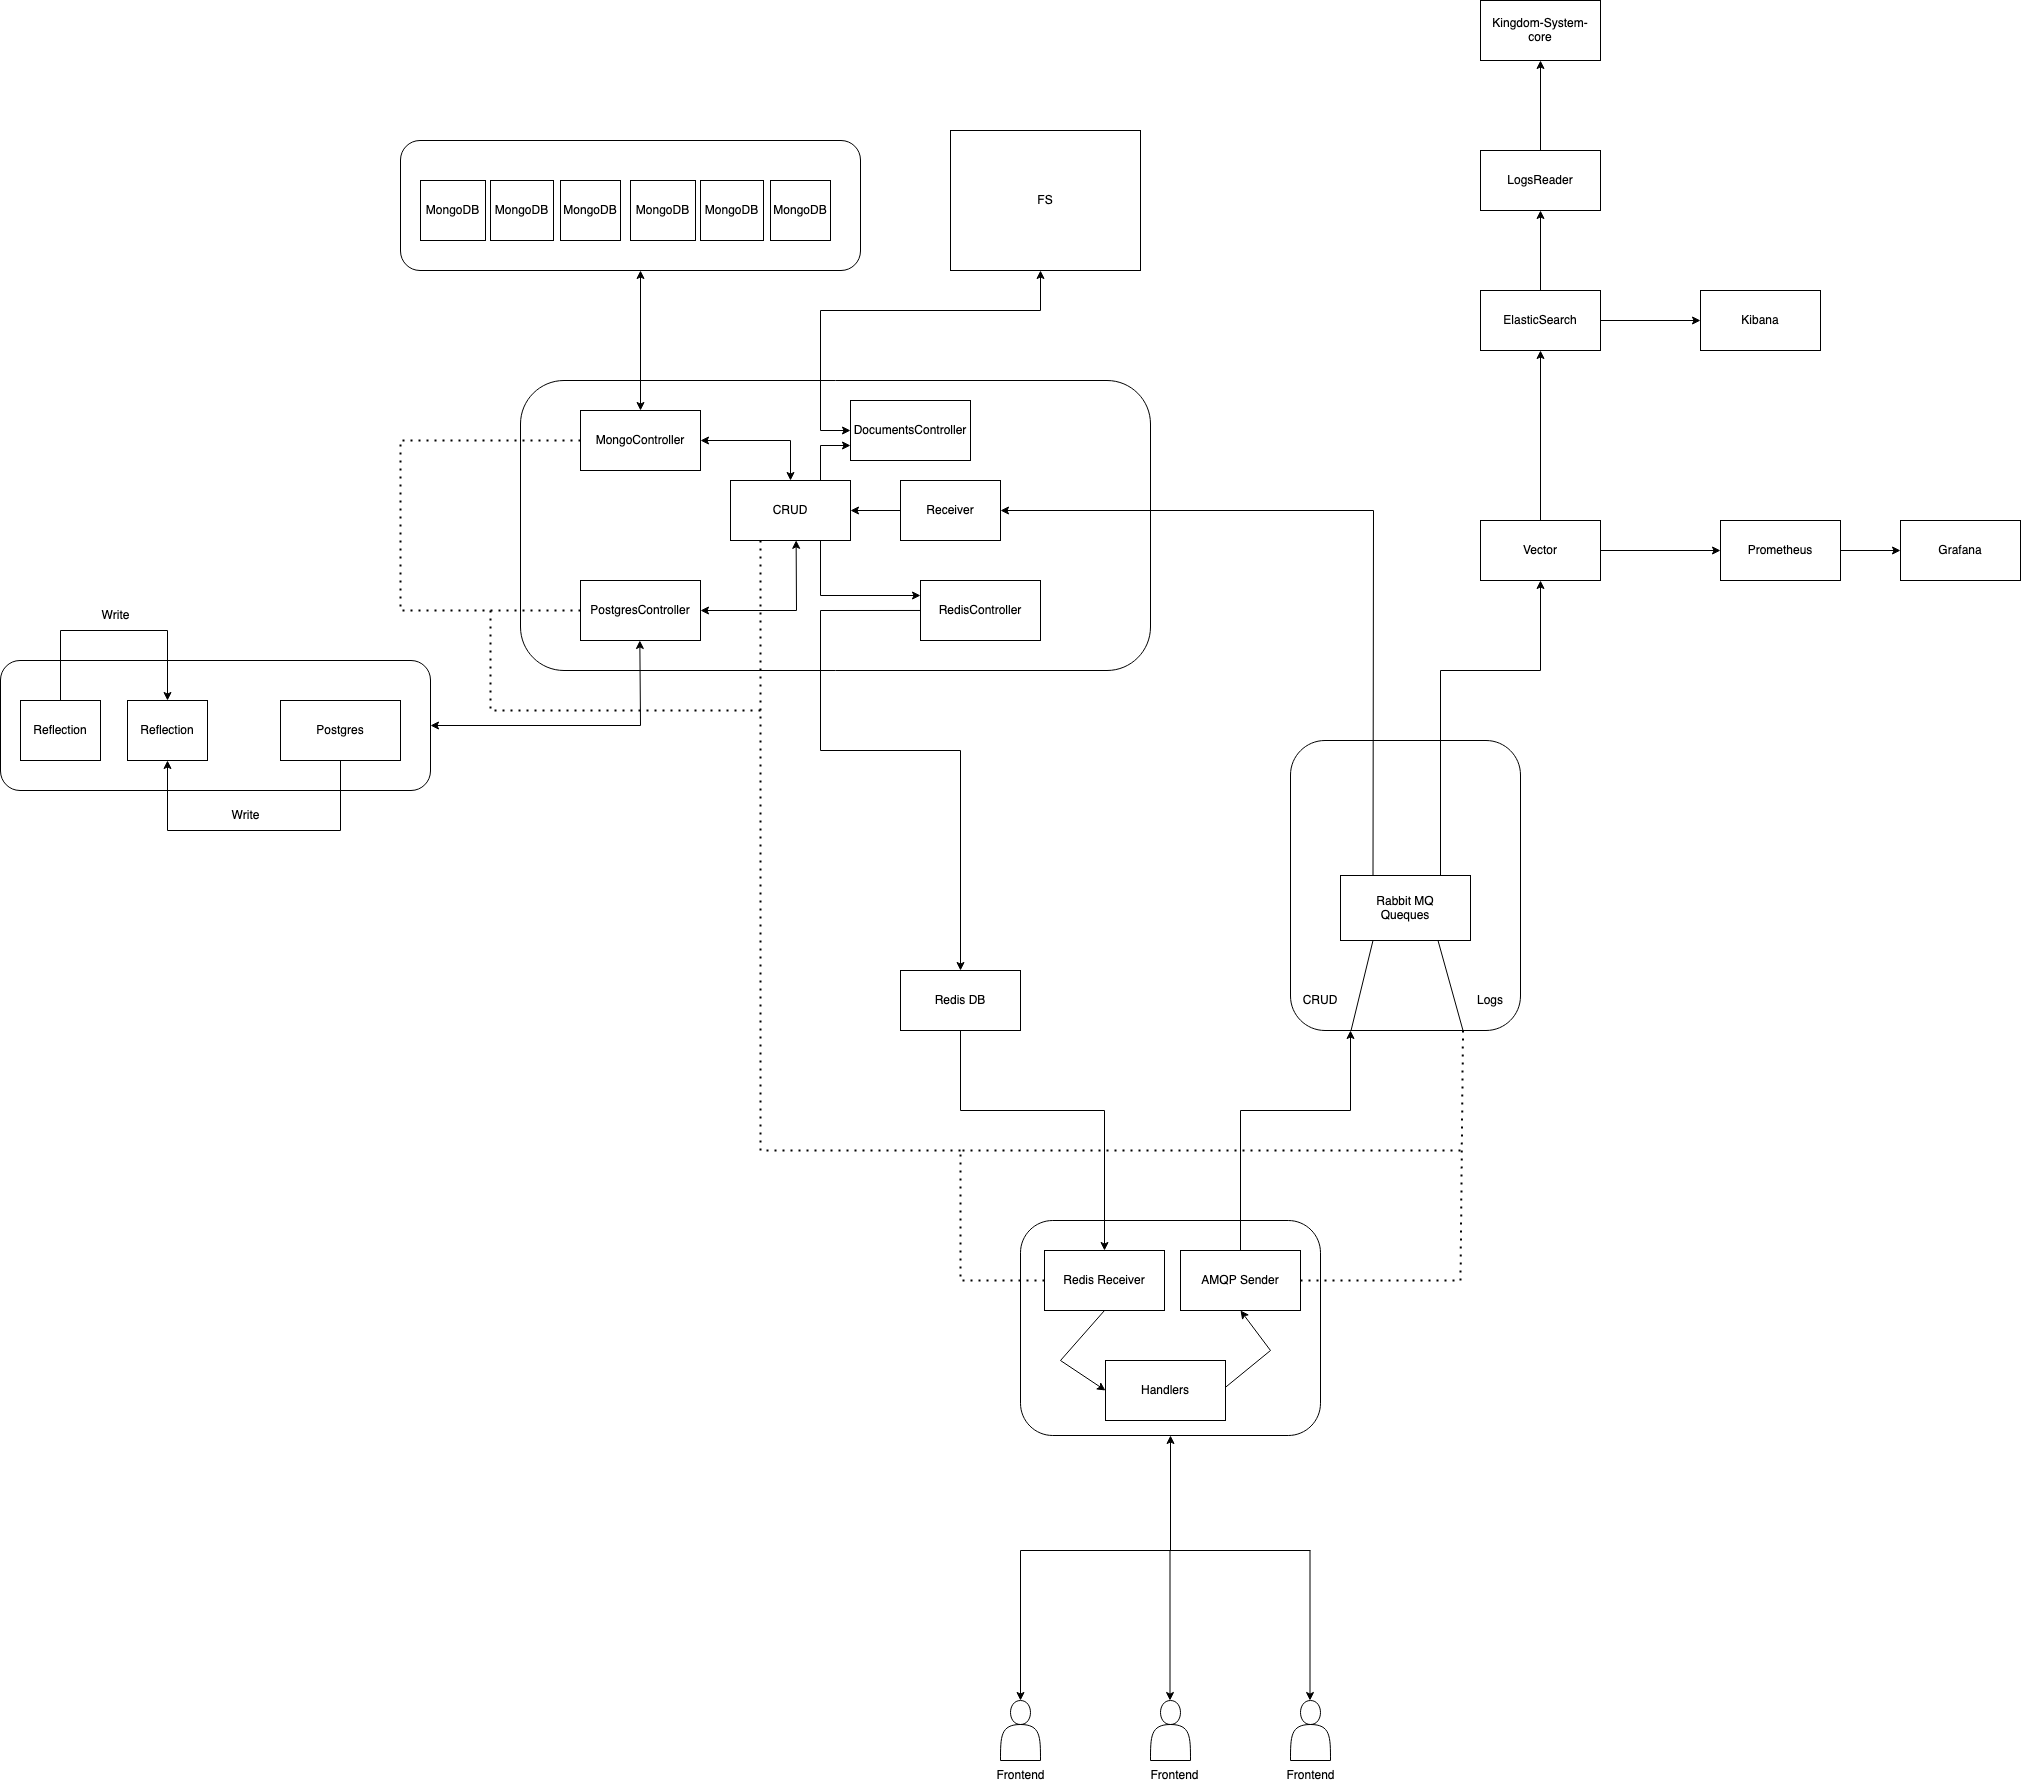 Kingdom-System-
core
LogsReader
MongoDB
MongoDB
MongoDB
MongoDB
MongoDB
MongoDB
FS
ElasticSearch
Kibana
MongoController
DocumentsController
CRUD
Receiver
Vector
Prometheus
Grafana
PostgresController
RedisController
Write
Reflection
Reflection
Postgres
Write
Rabbit MQ
Queques
Redis DB
CRUD
Logs
Redis Receiver
AMQP Sender
Handlers
Frontend
Frontend
Frontend